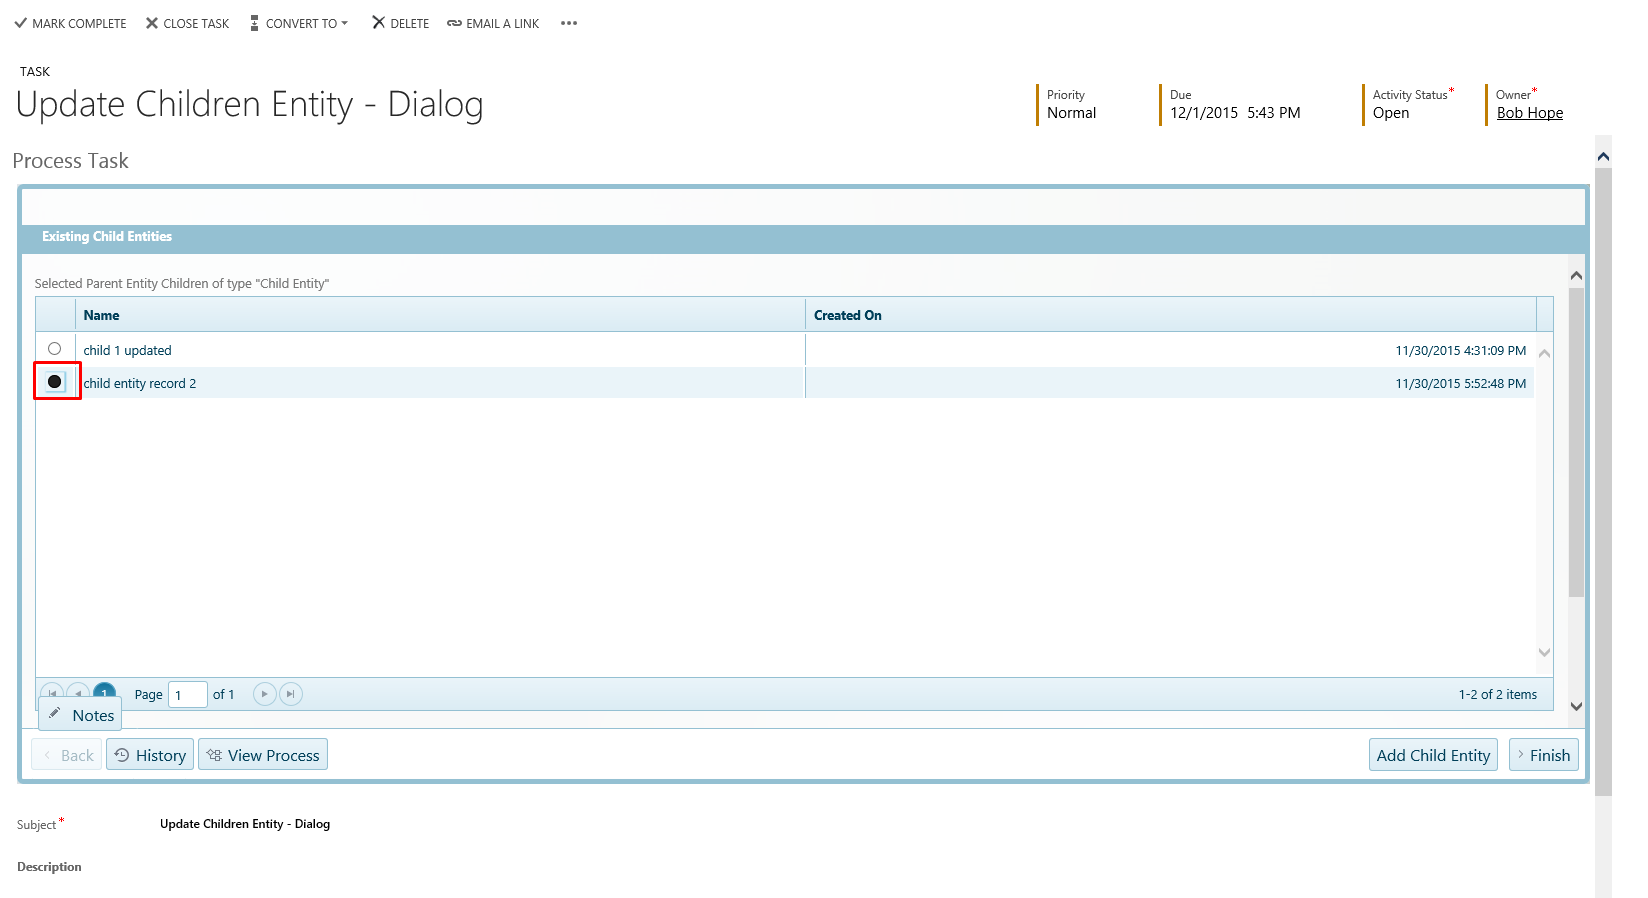 MARK COMPLETE CLOSE TASK CONVERT TO DELETE EMAIL A LINK
TASK
Update Children Entity - Dialog
Priority Due Activity Status* Owner*
Normal 12/1/2015 5:43 PM Open Bob Hope
Process Task
Existing Child Entities
Selected Parent Entity Children of type "Child Entity"
Name Created On
child 1 updated 11/30/2015 4:31:09 PM
child entity record 2 11/30/2015 5:52:48 PM
1 Page 1 of 1 1-2 of 2 items
Notes
Back History View Process Add Child Entity Finish
Subject* Update Children Entity - Dialog
Description